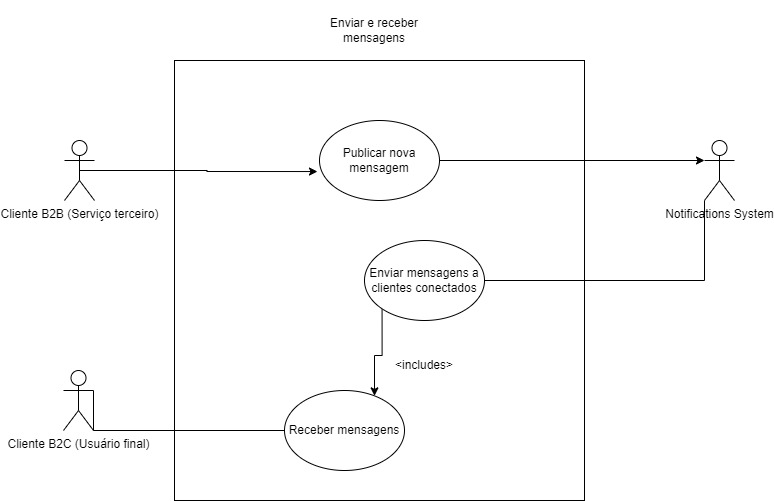 Enviar e receber
mensagens
Publicar nova
mensagem
Cliente B2B (Serviço terceiro)
Notifications System
Enviar mensagens a
clientes conectados
<includes>
Receber mensagens
Cliente B2C (Usuário final)